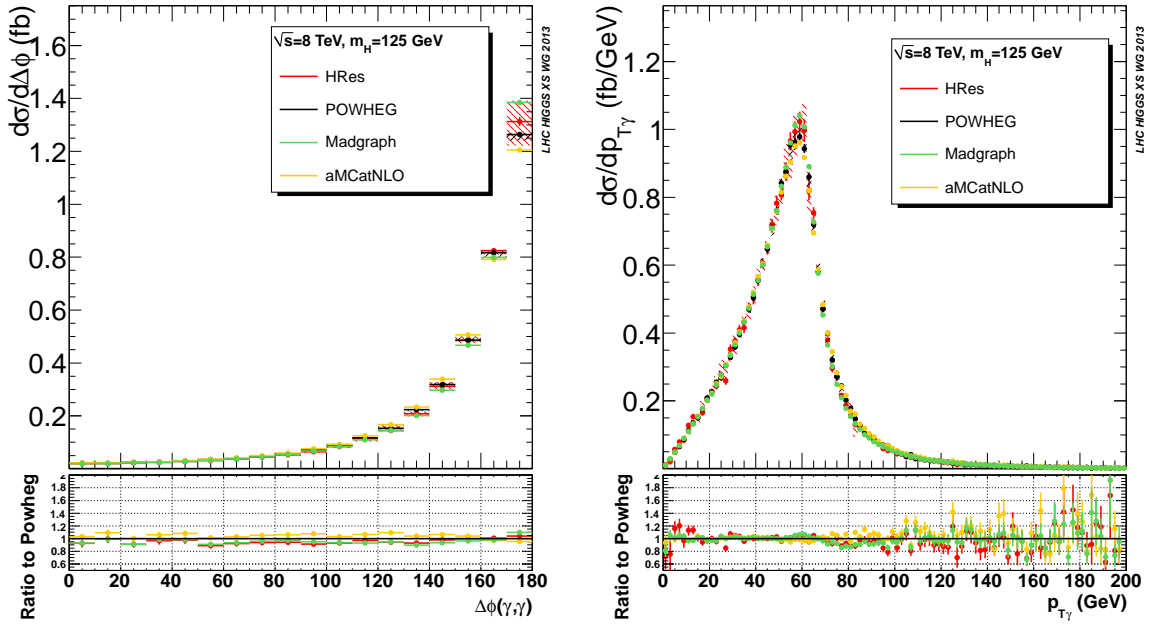 dσ/dΔϕ (fb)
1.6
1.4
1.2
1
0.8
0.6
0.4
0.2
√s=8 TeV, m_H=125 GeV
HRes
POWHEG
Madgraph
aMCatNLO
LHC HIGGS XS WG 2013
Ratio to Powheg
2
1.8
1.6
1.4
1.2
1
0.8
0.6
0 20 40 60 80 100 120 140 160 180
Δϕ(γ,γ)
dσ/dp_Tγ (fb/GeV)
1.2
1
0.8
0.6
0.4
0.2
√s=8 TeV, m_H=125 GeV
HRes
POWHEG
Madgraph
aMCatNLO
LHC HIGGS XS WG 2013
Ratio to Powheg
2
1.8
1.6
1.4
1.2
1
0.8
0.6
0 20 40 60 80 100 120 140 160 180 200
p_Tγ (GeV)